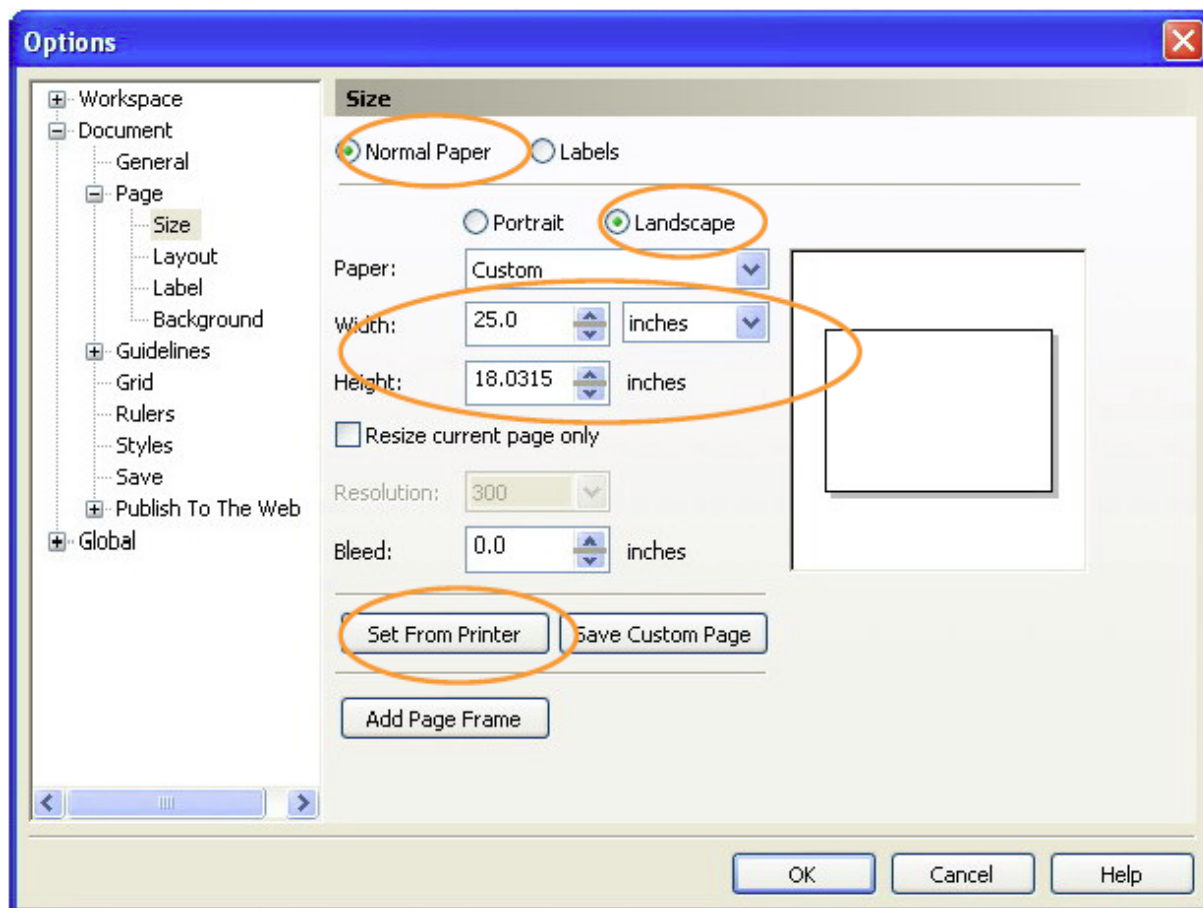 Options
Workspace
Document
General
Page
Size
Layout
Label
Background
Guidelines
Grid
Rulers
Styles
Save
Publish To The Web
Global
Size
Normal Paper Labels
Portrait Landscape
Paper: Custom
Width: 25.0 inches
Height: 18.0315 inches
Resize current page only
Resolution: 300
Bleed: 0.0 inches
Set From Printer Save Custom Page
Add Page Frame
OK Cancel Help